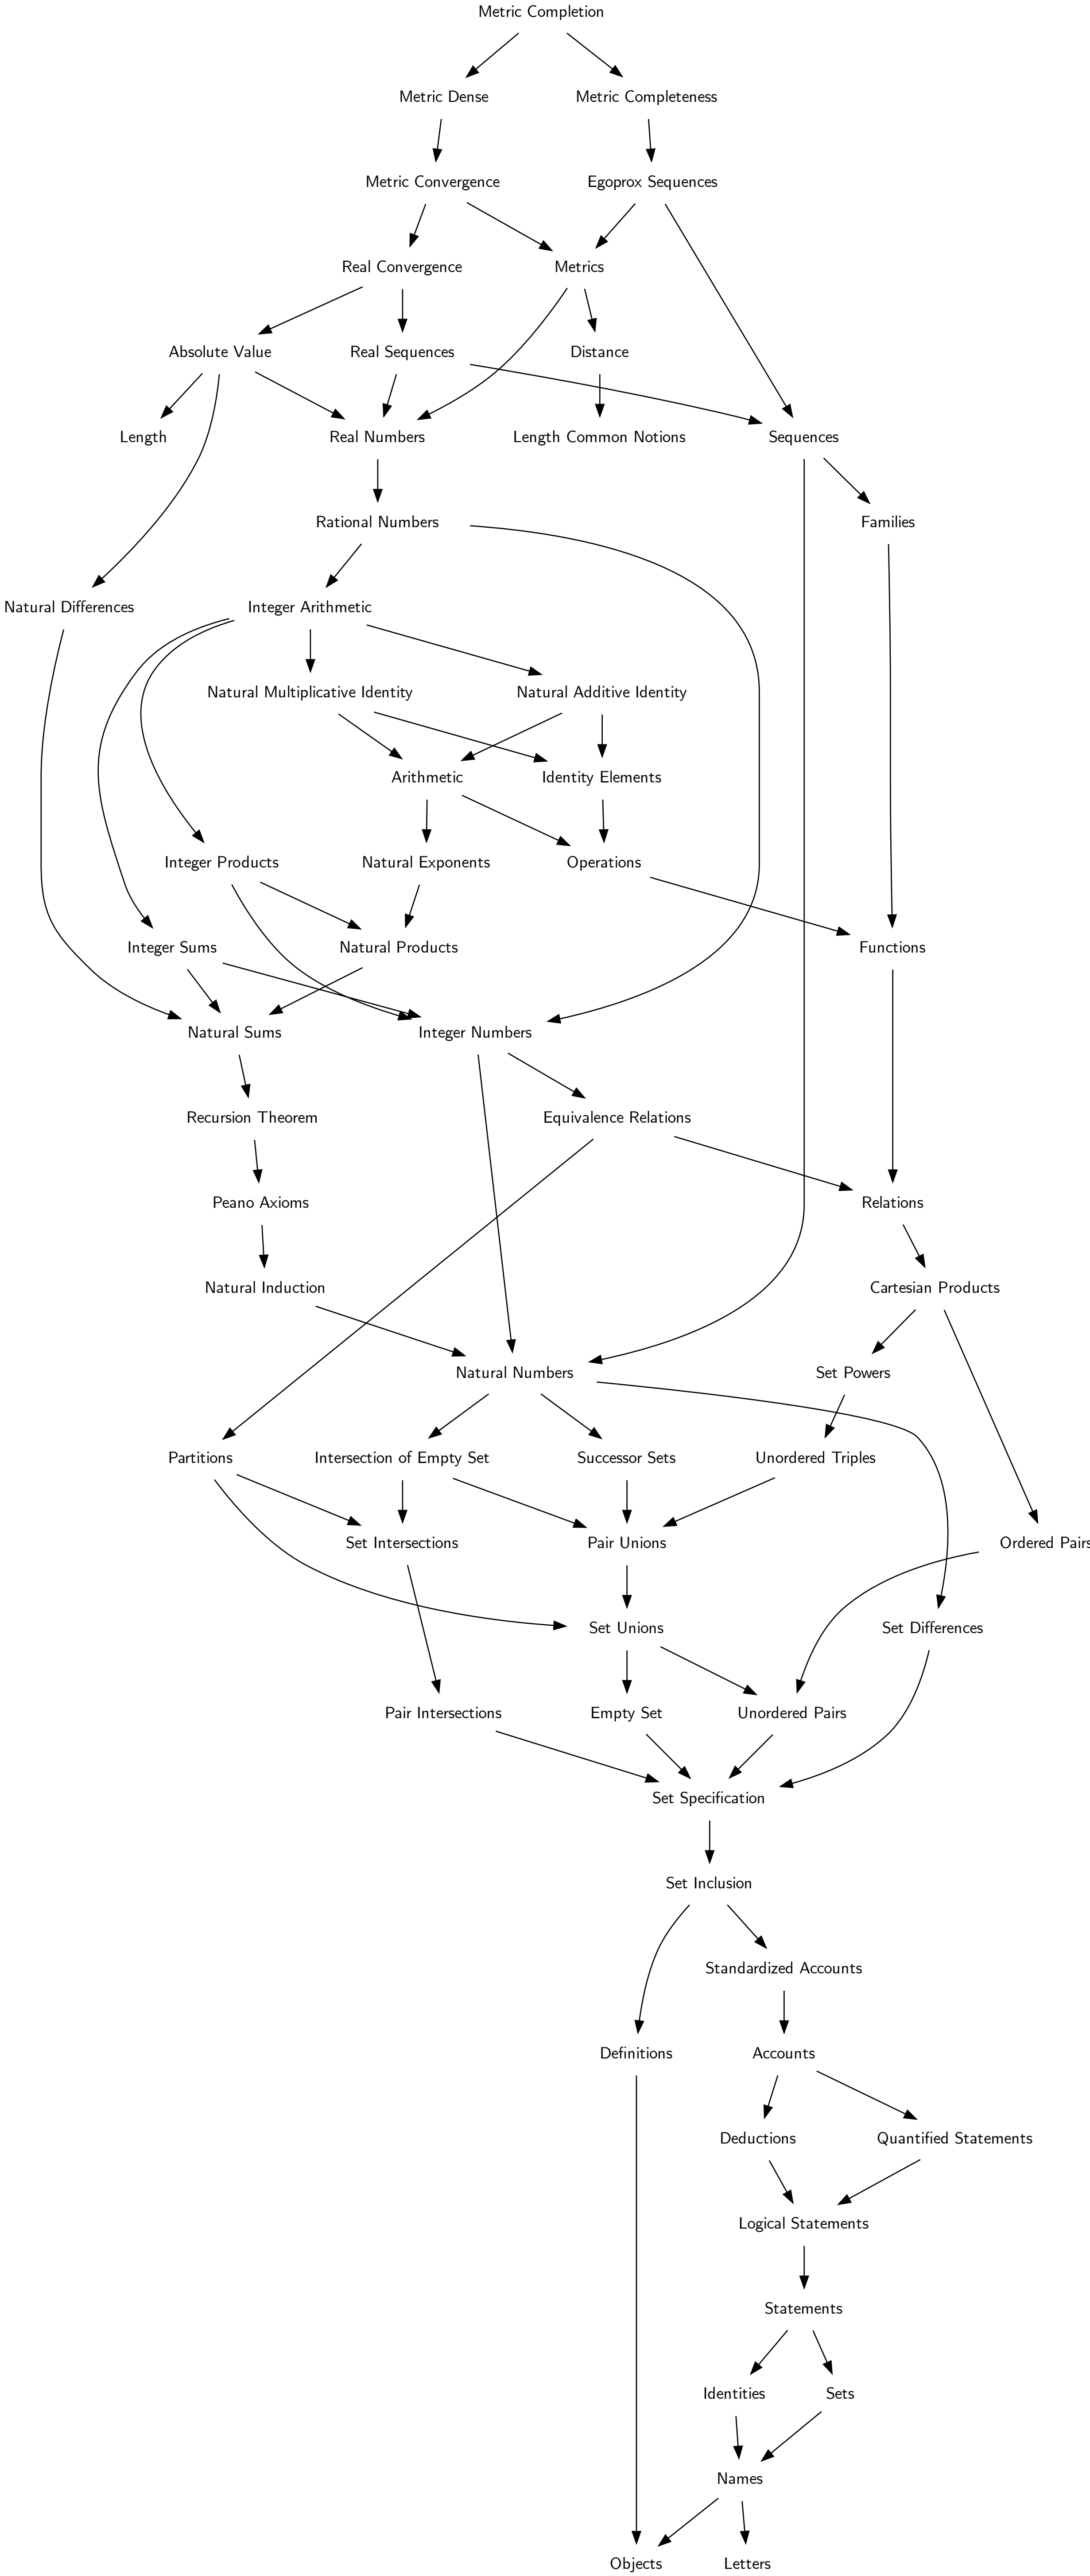 Metric Completion
Metric Dense
Metric Completeness
Metric Convergence
Egoprox Sequences
Real Convergence
Metrics
Absolute Value
Real Sequences
Distance
Length
Real Numbers
Length Common Notions
Sequences
Rational Numbers
Families
Natural Differences
Integer Arithmetic
Natural Multiplicative Identity
Natural Additive Identity
Arithmetic
Identity Elements
Integer Products
Natural Exponents
Operations
Integer Sums
Natural Products
Functions
Natural Sums
Integer Numbers
Recursion Theorem
Equivalence Relations
Peano Axioms
Relations
Natural Induction
Cartesian Products
Natural Numbers
Set Powers
Partitions
Intersection of Empty Set
Successor Sets
Unordered Triples
Set Intersections
Pair Unions
Ordered Pairs
Set Unions
Set Differences
Pair Intersections
Empty Set
Unordered Pairs
Set Specification
Set Inclusion
Standardized Accounts
Definitions
Accounts
Deductions
Quantified Statements
Logical Statements
Statements
Identities
Sets
Names
Objects
Letters